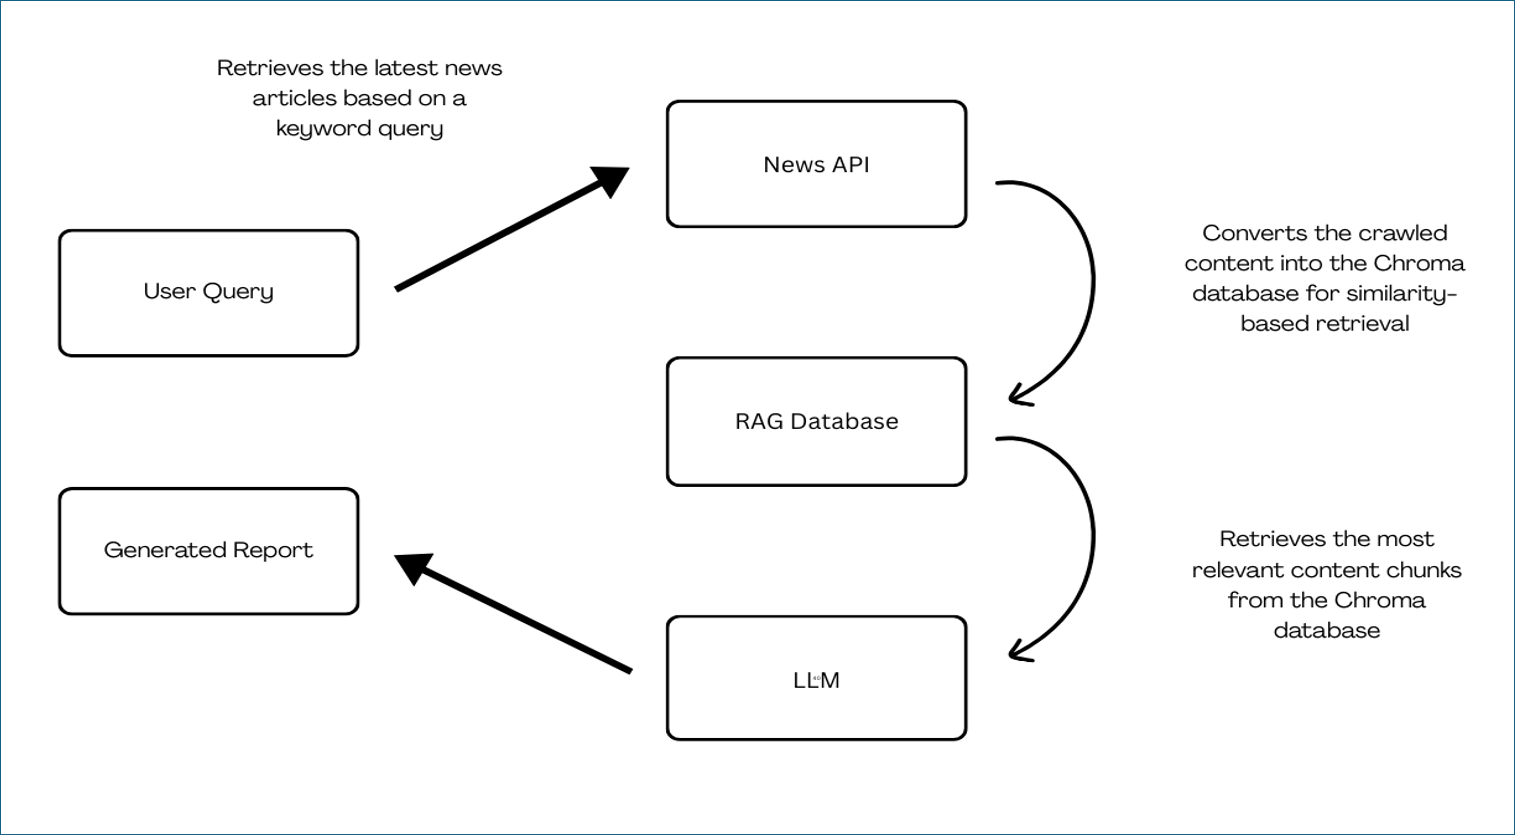 Retrieves the latest news
articles based on a
keyword query
News API
User Query
Converts the crawled
content into the Chroma
database for similarity-
based retrieval
RAG Database
Generated Report
Retrieves the most
relevant content chunks
from the Chroma
database
LLM